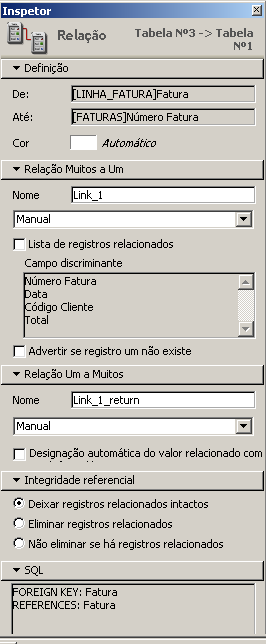 Inspetor
Relação
Tabela Nº3 -> Tabela
Nº1
Definição
De:
[LINHA_FATURA]Fatura
Até:
[FATURAS]Número Fatura
Cor
Automático
Relação Muitos a Um
Nome
Link_1
Manual
Lista de registros relacionados
Campo discriminante
Número Fatura
Data
Código Cliente
Total
Advertir se registro um não existe
Relação Um a Muitos
Nome
Link_1_return
Manual
Designação automática do valor relacionado com
Integridade referencial
Deixar registros relacionados intactos
Eliminar registros relacionados
Não eliminar se há registros relacionados
SQL
FOREIGN KEY: Fatura
REFERENCES: Fatura